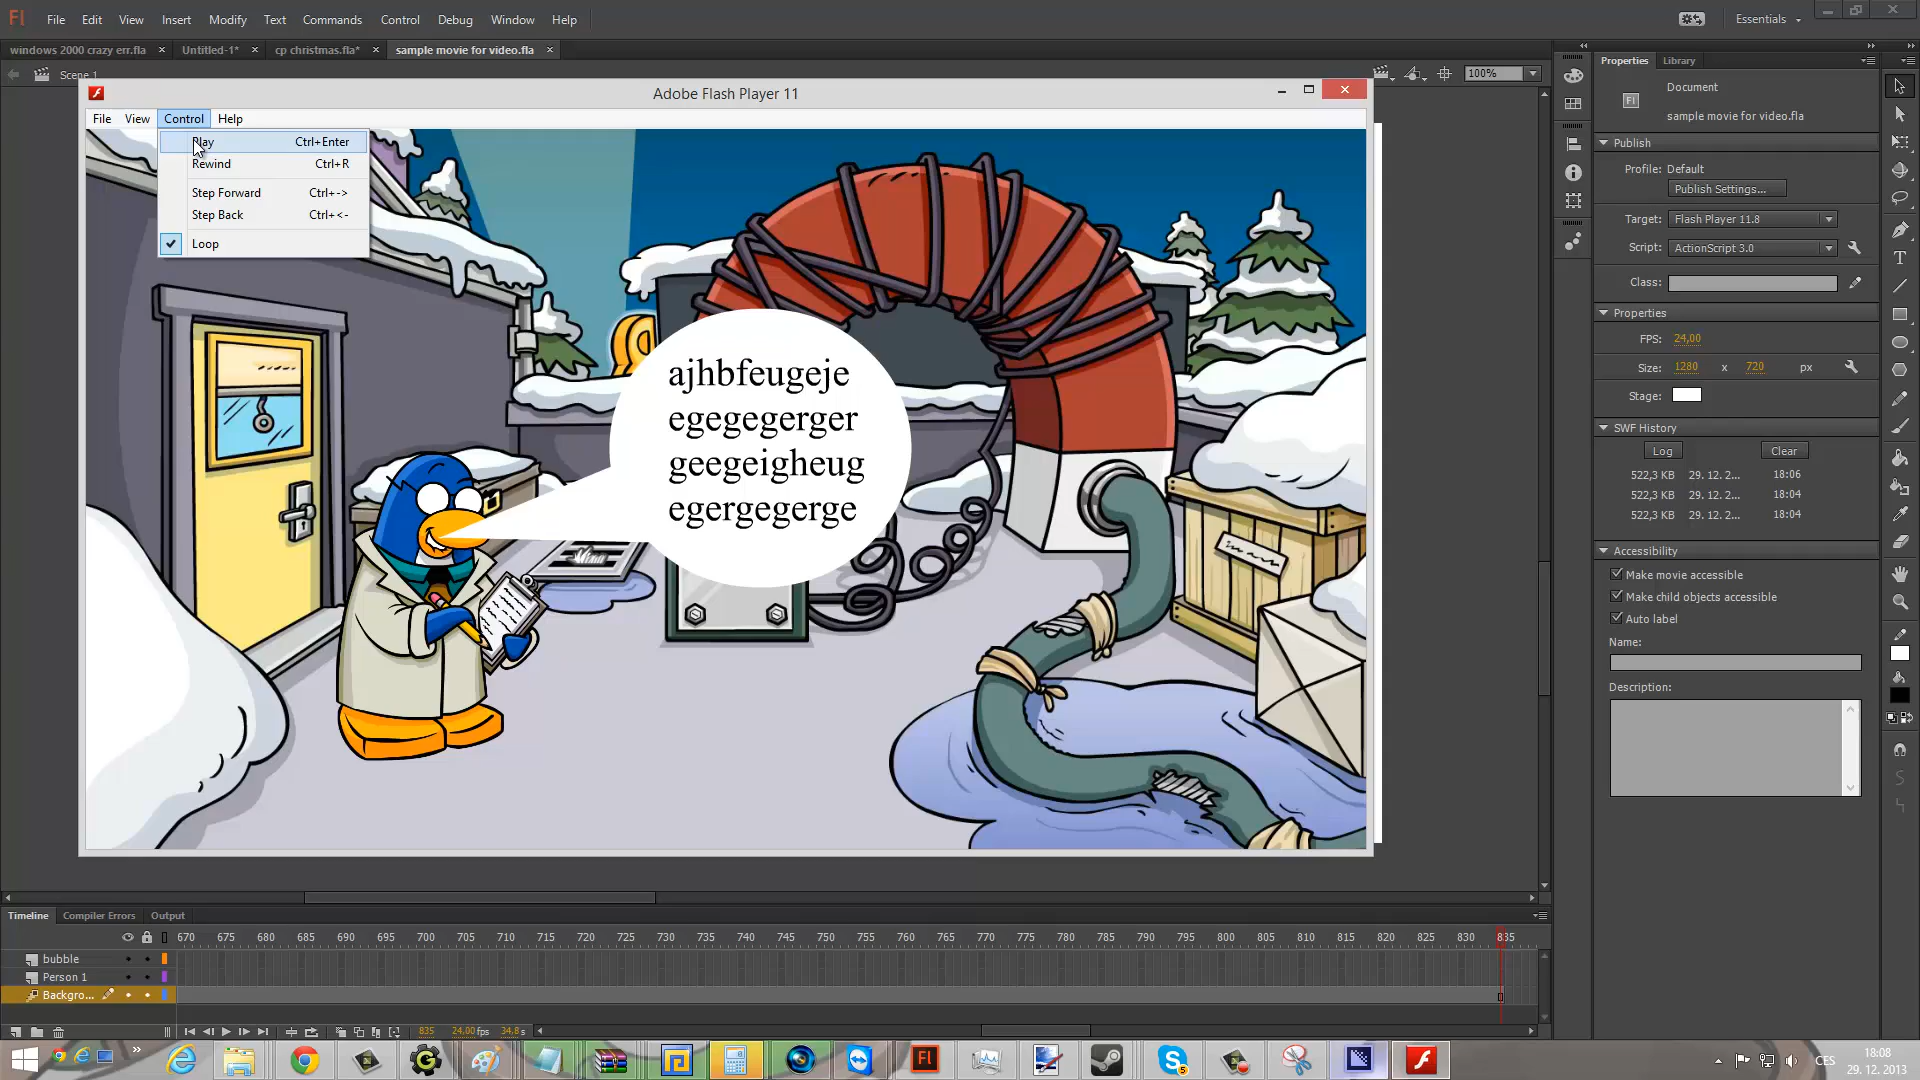 Fl File Edit View Insert Modify Text Commands Control Debug Window Help Essentials
windows 2000 crazy err.fla Untitled-1* cp christmas.fla* sample movie for video.fla
Scene 1 100%
Adobe Flash Player 11
File View Control Help
Play Ctrl+Enter
Rewind Ctrl+R
Step Forward Ctrl+->
Step Back Ctrl+<-
Loop
ajhbfeugeje
egegegerger
geegeigheug
egergegerge
Properties Library
Document
Fl
sample movie for video.fla
Publish
Profile: Default
Publish Settings...
Target: Flash Player 11.8
Script: ActionScript 3.0
Class:
Properties
FPS: 24,00
Size: 1280 x 720 px
Stage:
SWF History
Log Clear
522,3 KB 29. 12. 2... 18:06
522,3 KB 29. 12. 2... 18:04
522,3 KB 29. 12. 2... 18:04
Accessibility
Make movie accessible
Make child objects accessible
Auto label
Name:
Description:
Timeline Compiler Errors Output
670 675 680 685 690 695 700 705 710 715 720 725 730 735 740 745 750 755 760 765 770 775 780 785 790 795 800 805 810 815 820 825 830 835
bubble
Person 1
Backgro...
835 24,00 fps 34,8 s
CES
18:08
29. 12. 2013